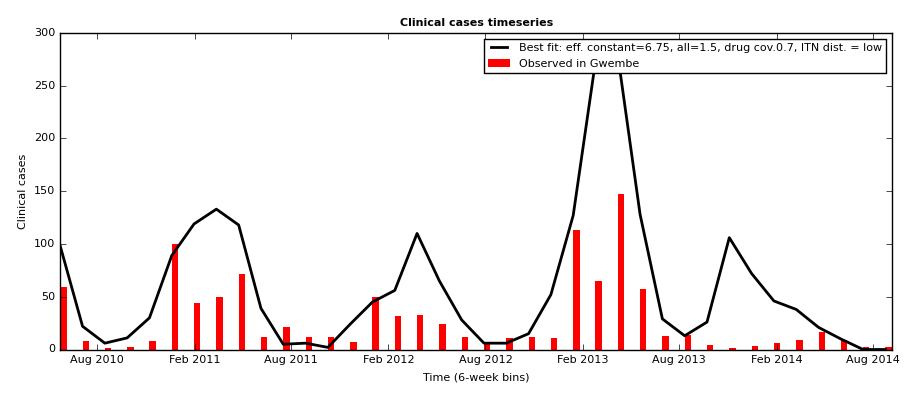 Clinical cases timeseries
Best fit: eff. constant=6.75, all=1.5, drug cov.0.7, ITN dist. = low
Observed in Gwembe
Clinical cases
300
250
200
150
100
50
0
Aug 2010 Feb 2011 Aug 2011 Feb 2012 Aug 2012 Feb 2013 Aug 2013 Feb 2014 Aug 2014
Time (6-week bins)